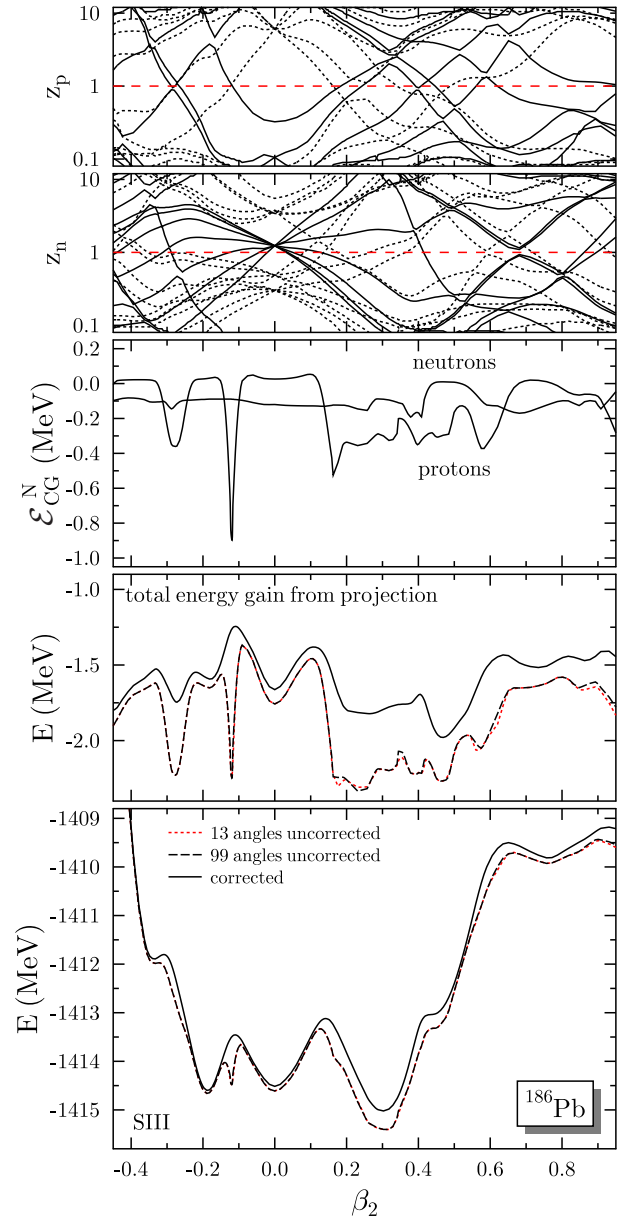 10
1
0.1
z_p
10
1
0.1
z_n
0.2
0.0
-0.2
-0.4
-0.6
-0.8
-1.0
ℰ^N_CG (MeV)
neutrons
protons
-1.0
-1.5
-2.0
E (MeV)
total energy gain from projection
-1409
-1410
-1411
-1412
-1413
-1414
-1415
E (MeV)
13 angles uncorrected
99 angles uncorrected
corrected
SIII
¹⁸⁶Pb
-0.4 -0.2 0.0 0.2 0.4 0.6 0.8
β₂